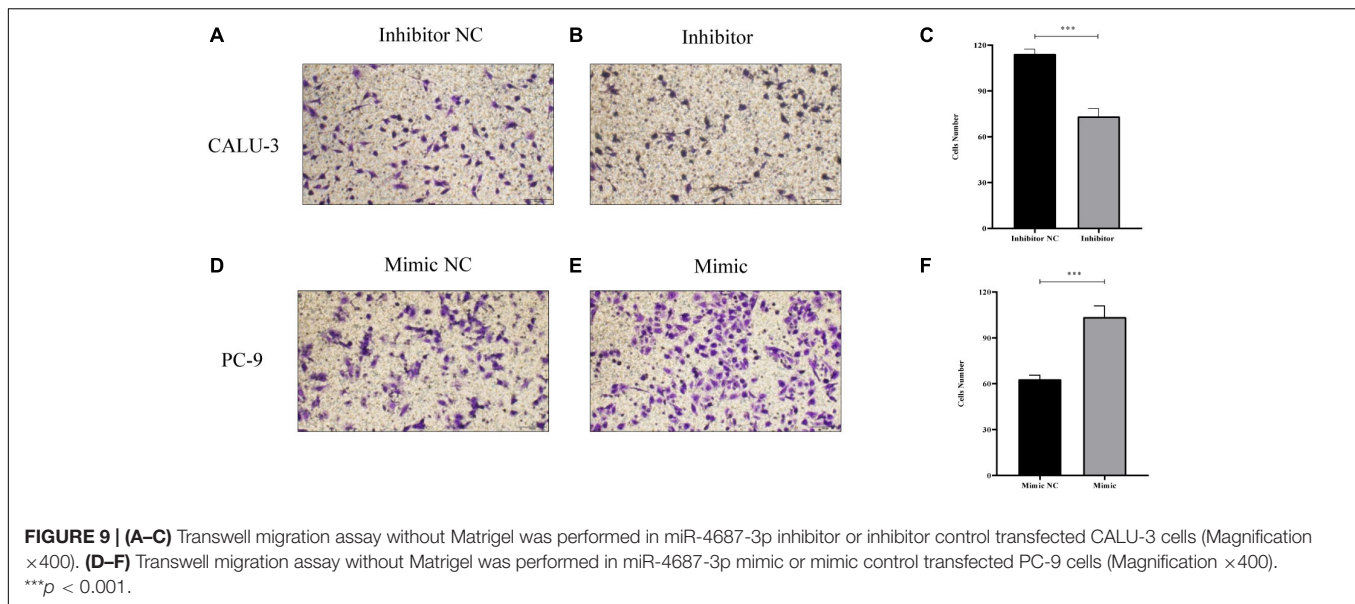 A Inhibitor NC B Inhibitor C
***
120
90
60
30
0
Cells Number
Inhibitor NC Inhibitor
CALU-3
D Mimic NC E Mimic F
***
120
90
60
30
0
Cells Number
Mimic NC Mimic
PC-9
FIGURE 9 | (A–C) Transwell migration assay without Matrigel was performed in miR-4687-3p inhibitor or inhibitor control transfected CALU-3 cells (Magnification
×400). (D–F) Transwell migration assay without Matrigel was performed in miR-4687-3p mimic or mimic control transfected PC-9 cells (Magnification ×400).
***p < 0.001.